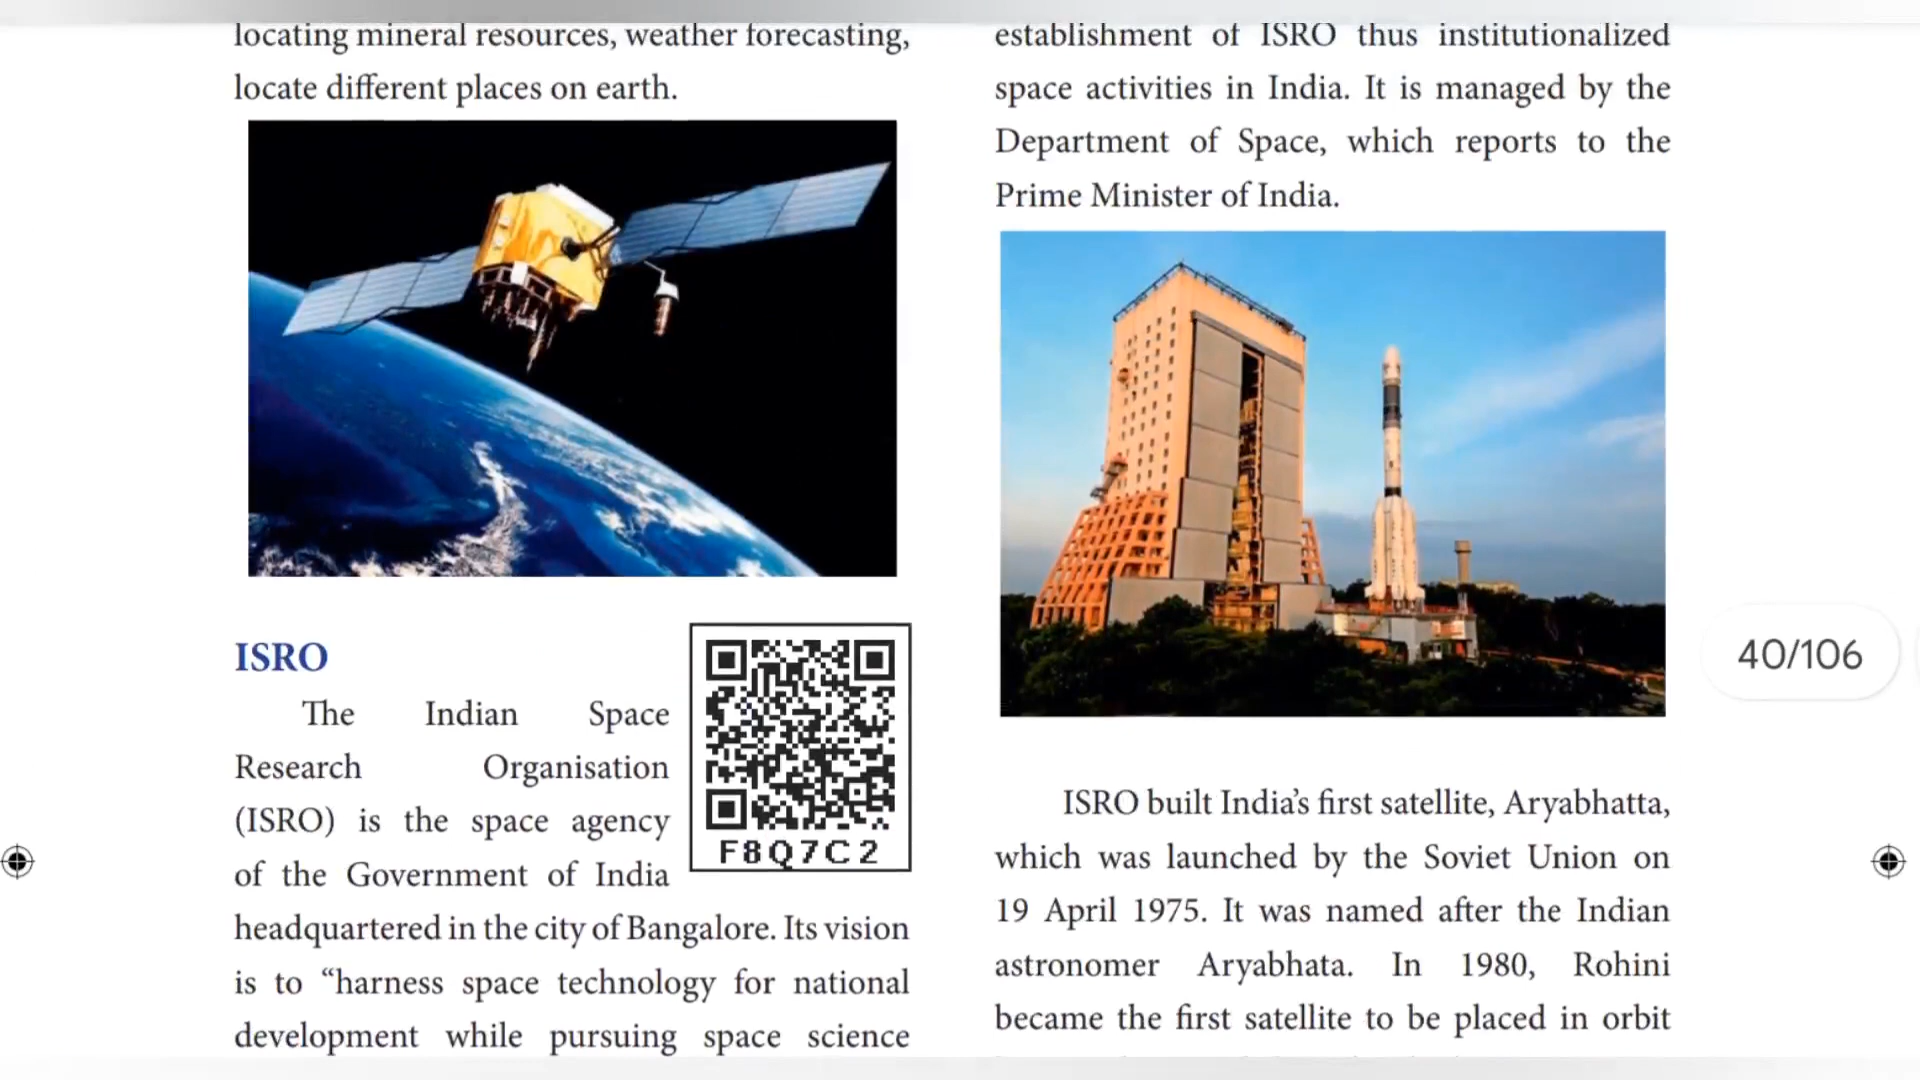 locating mineral resources, weather forecasting,
locate different places on earth.
ISRO
The Indian Space
Research Organisation
(ISRO) is the space agency
of the Government of India
headquartered in the city of Bangalore. Its vision
is to “harness space technology for national
development while pursuing space science
F8Q7C2
establishment of ISRO thus institutionalized
space activities in India. It is managed by the
Department of Space, which reports to the
Prime Minister of India.
ISRO built India’s first satellite, Aryabhatta,
which was launched by the Soviet Union on
19 April 1975. It was named after the Indian
astronomer Aryabhata. In 1980, Rohini
became the first satellite to be placed in orbit
40/106